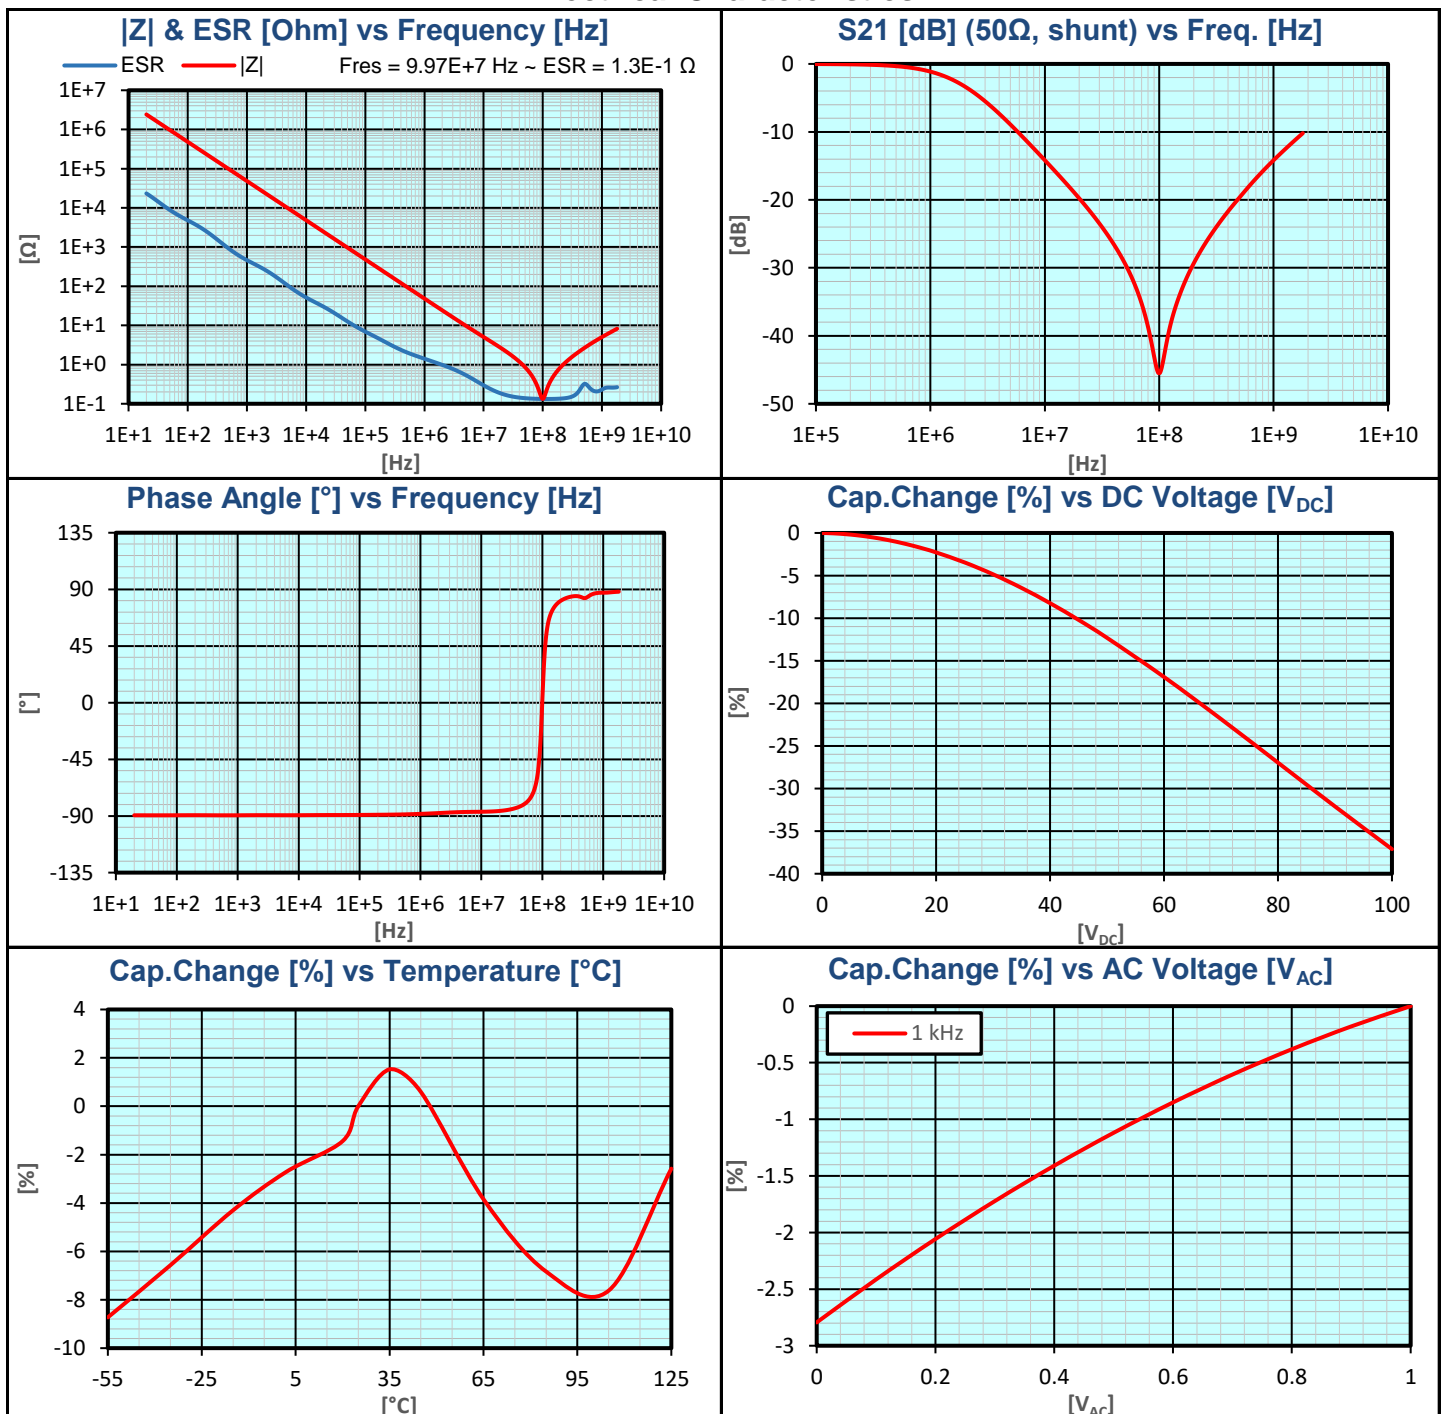 |Z| & ESR [Ohm] vs Frequency [Hz]
ESR |Z| Fres = 9.97E+7 Hz ~ ESR = 1.3E-1 Ω
1E+7
1E+6
1E+5
1E+4
1E+3
1E+2
1E+1
1E+0
1E-1
[Ω]
1E+1 1E+2 1E+3 1E+4 1E+5 1E+6 1E+7 1E+8 1E+9 1E+10
[Hz]
S21 [dB] (50Ω, shunt) vs Freq. [Hz]
0
-10
-20
-30
-40
-50
[dB]
1E+5 1E+6 1E+7 1E+8 1E+9 1E+10
[Hz]
Phase Angle [°] vs Frequency [Hz]
135
90
45
0
-45
-90
-135
[°]
1E+1 1E+2 1E+3 1E+4 1E+5 1E+6 1E+7 1E+8 1E+9 1E+10
[Hz]
Cap.Change [%] vs DC Voltage [VDC]
0
-5
-10
-15
-20
-25
-30
-35
-40
[%]
0 20 40 60 80 100
[VDC]
Cap.Change [%] vs Temperature [°C]
4
2
0
-2
-4
-6
-8
-10
[%]
-55 -25 5 35 65 95 125
[°C]
Cap.Change [%] vs AC Voltage [VAC]
1 kHz
0
-0.5
-1
-1.5
-2
-2.5
-3
[%]
0 0.2 0.4 0.6 0.8 1
[VAC]